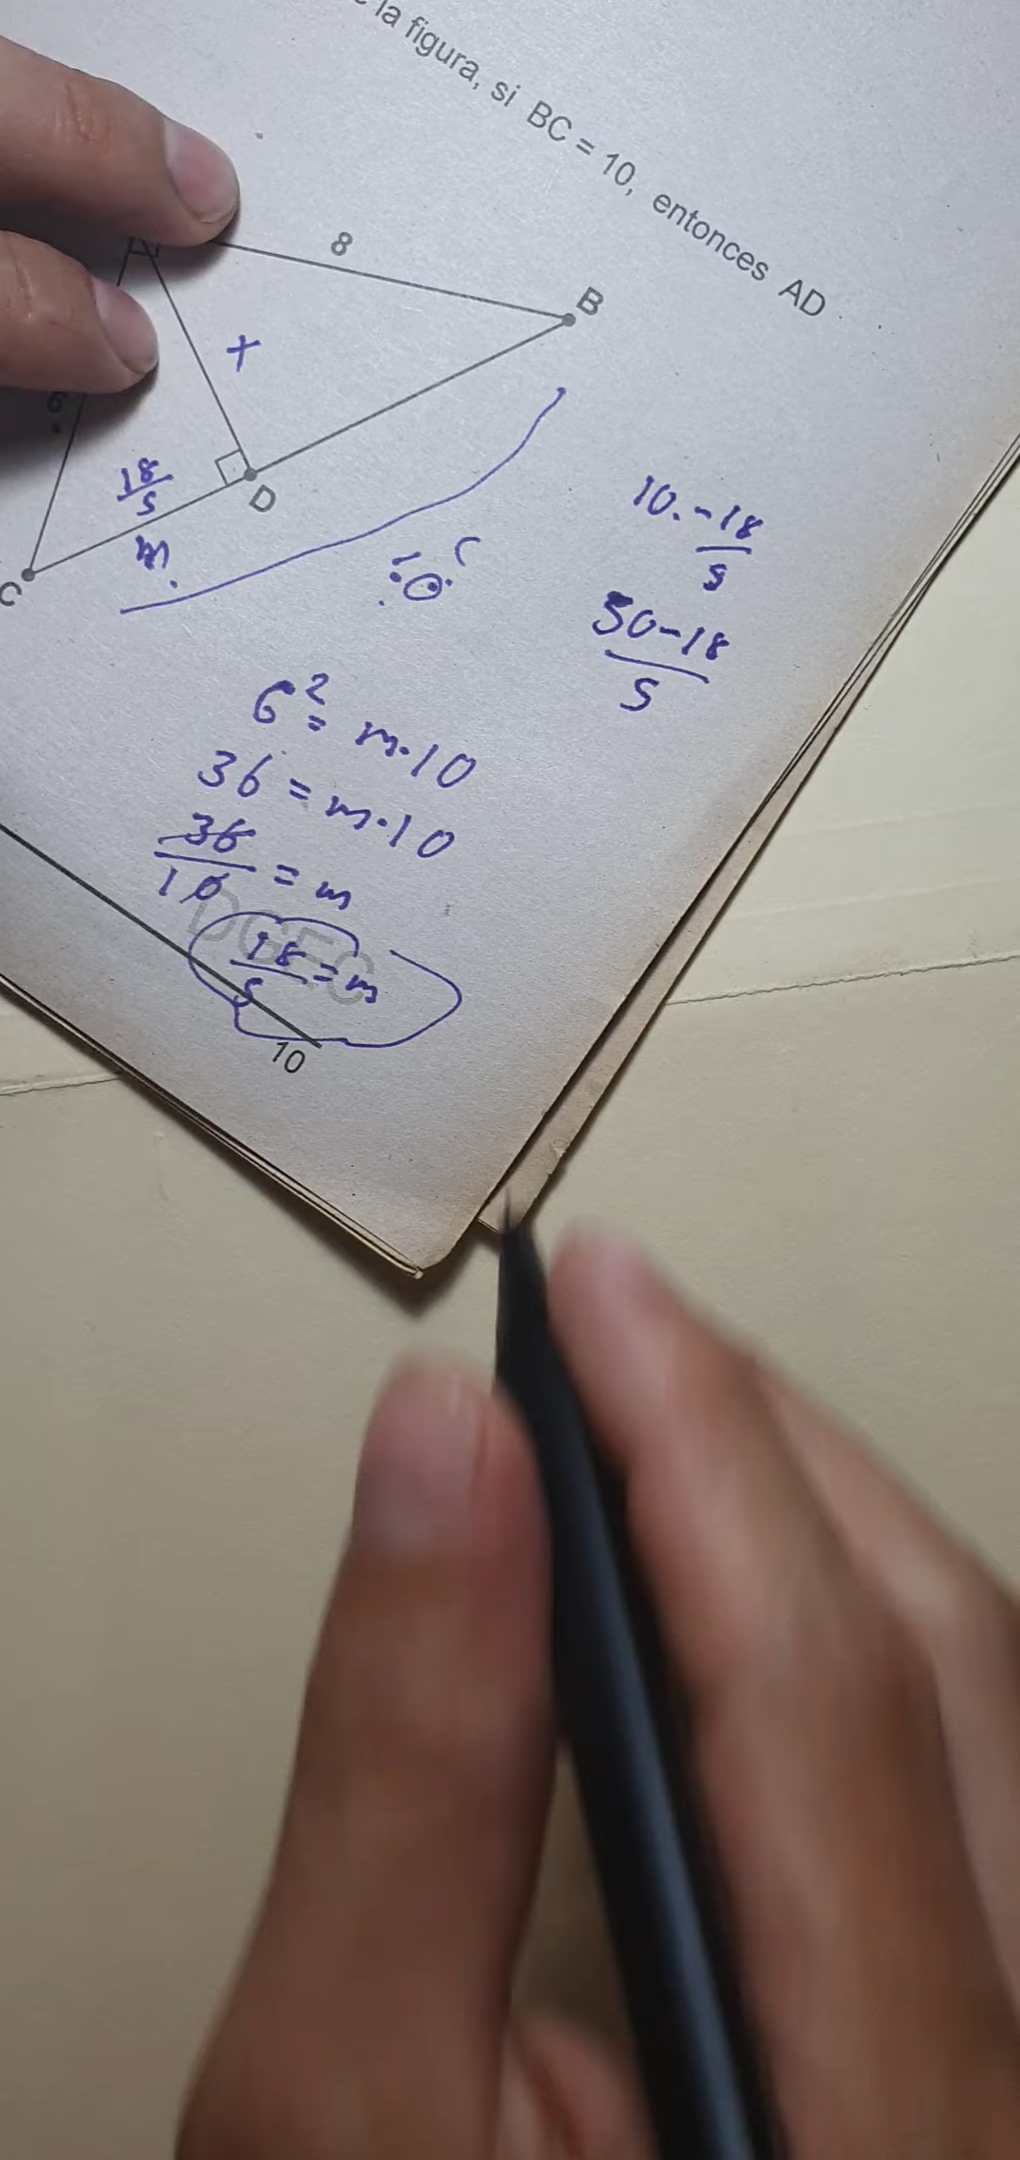 la figura, si BC = 10, entonces AD
8
B
x
6
18
5
D
m
C
10
10 - 18
5
50 - 18
5
6² = m · 10
36 = m · 10
36
10 = m
DGEC
18
5 = m
10